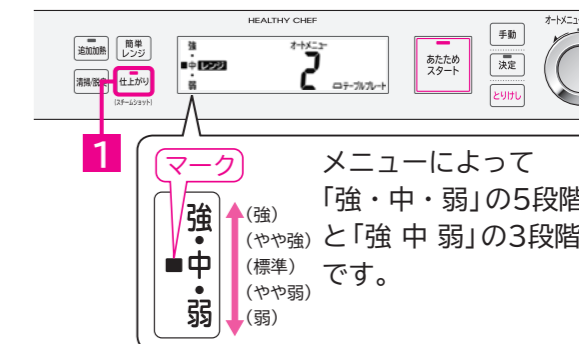 HEALTHY CHEF
追加加熱
簡単
レンジ
清掃/脱臭
仕上がり
(スチームショット)
強
・
中 レンジ
・
弱
オートメニュー
2
テーブルプレート
あたため
スタート
手動
決定
とりけし
オートメニュー
1
マーク
強
・
中
・
弱
(強)
(やや強)
(標準)
(やや弱)
(弱)
メニューによって
「強・中・弱」の5段階
と「強 中 弱」の3段階
です。